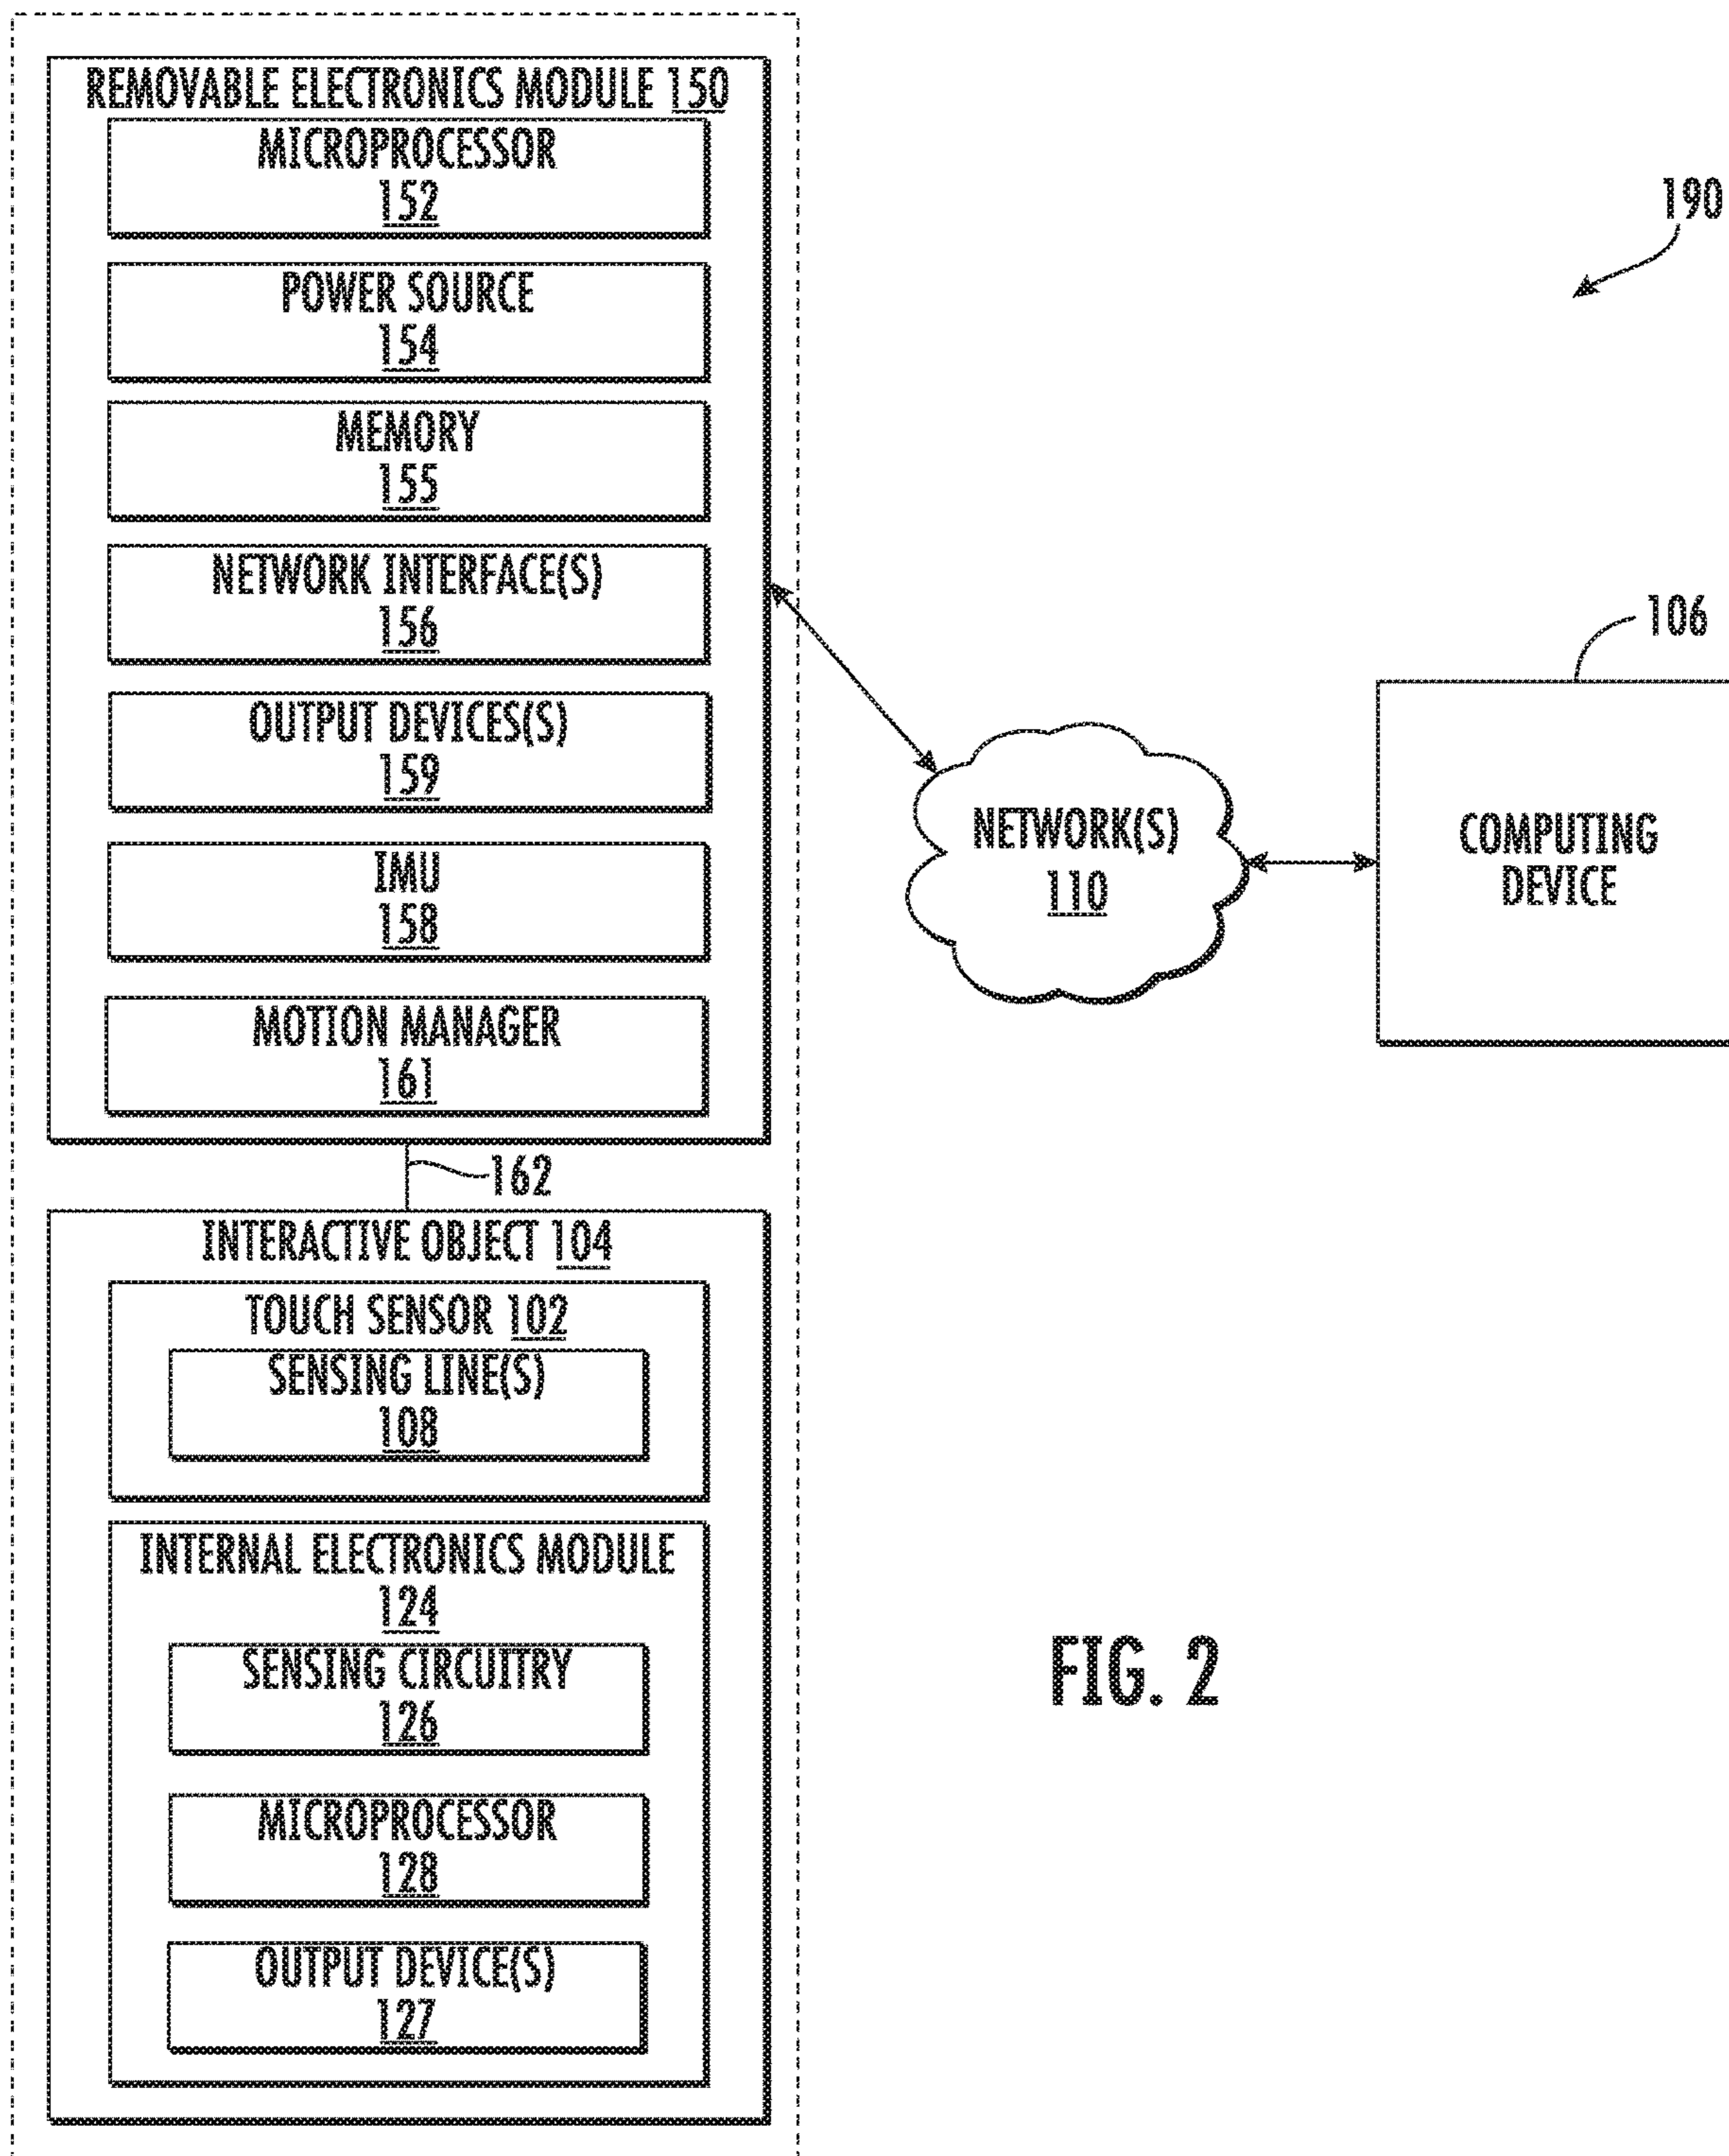 REMOVABLE ELECTRONICS MODULE 150
MICROPROCESSOR
152
POWER SOURCE
154
MEMORY
155
NETWORK INTERFACE(S)
156
OUTPUT DEVICES(S)
159
IMU
158
MOTION MANAGER
161
162
INTERACTIVE OBJECT 104
TOUCH SENSOR 102
SENSING LINE(S)
108
INTERNAL ELECTRONICS MODULE
124
SENSING CIRCUITRY
126
MICROPROCESSOR
128
OUTPUT DEVICE(S)
127
190
106
NETWORK(S)
110
COMPUTING
DEVICE
FIG. 2